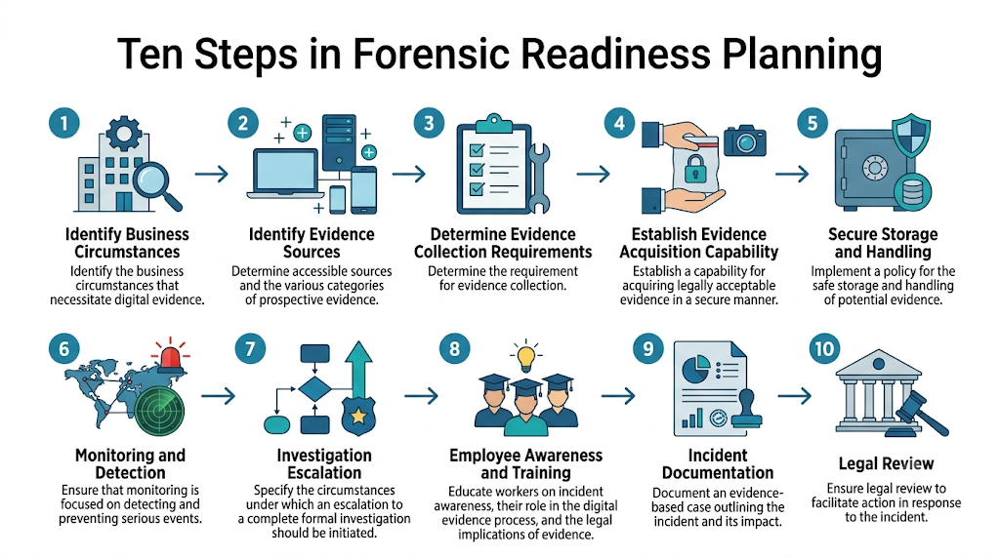 Ten Steps in Forensic Readiness Planning
1
Identify Business
Circumstances
Identify the business
circumstances that
necessitate digital evidence.
2
Identify Evidence
Sources
Determine accessible sources
and the various categories
of prospective evidence.
3
Determine Evidence
Collection Requirements
Determine the requirement
for evidence collection.
4
Establish Evidence
Acquisition Capability
Establish a capability for
acquiring legally acceptable
evidence in a secure manner.
5
Secure Storage
and Handling
Implement a policy for the
safe storage and handling
of potential evidence.
6
Monitoring and
Detection
Ensure that monitoring is
focused on detecting and
preventing serious events.
7
Investigation
Escalation
Specify the circumstances
under which an escalation to
a complete formal investigation
should be initiated.
8
Employee Awareness
and Training
Educate workers on incident
awareness, their role in the digital
evidence process, and the legal
implications of evidence.
9
Incident
Documentation
Document an evidence-
based case outlining the
incident and its impact.
10
Legal Review
Ensure legal review to
facilitate action in response
to the incident.